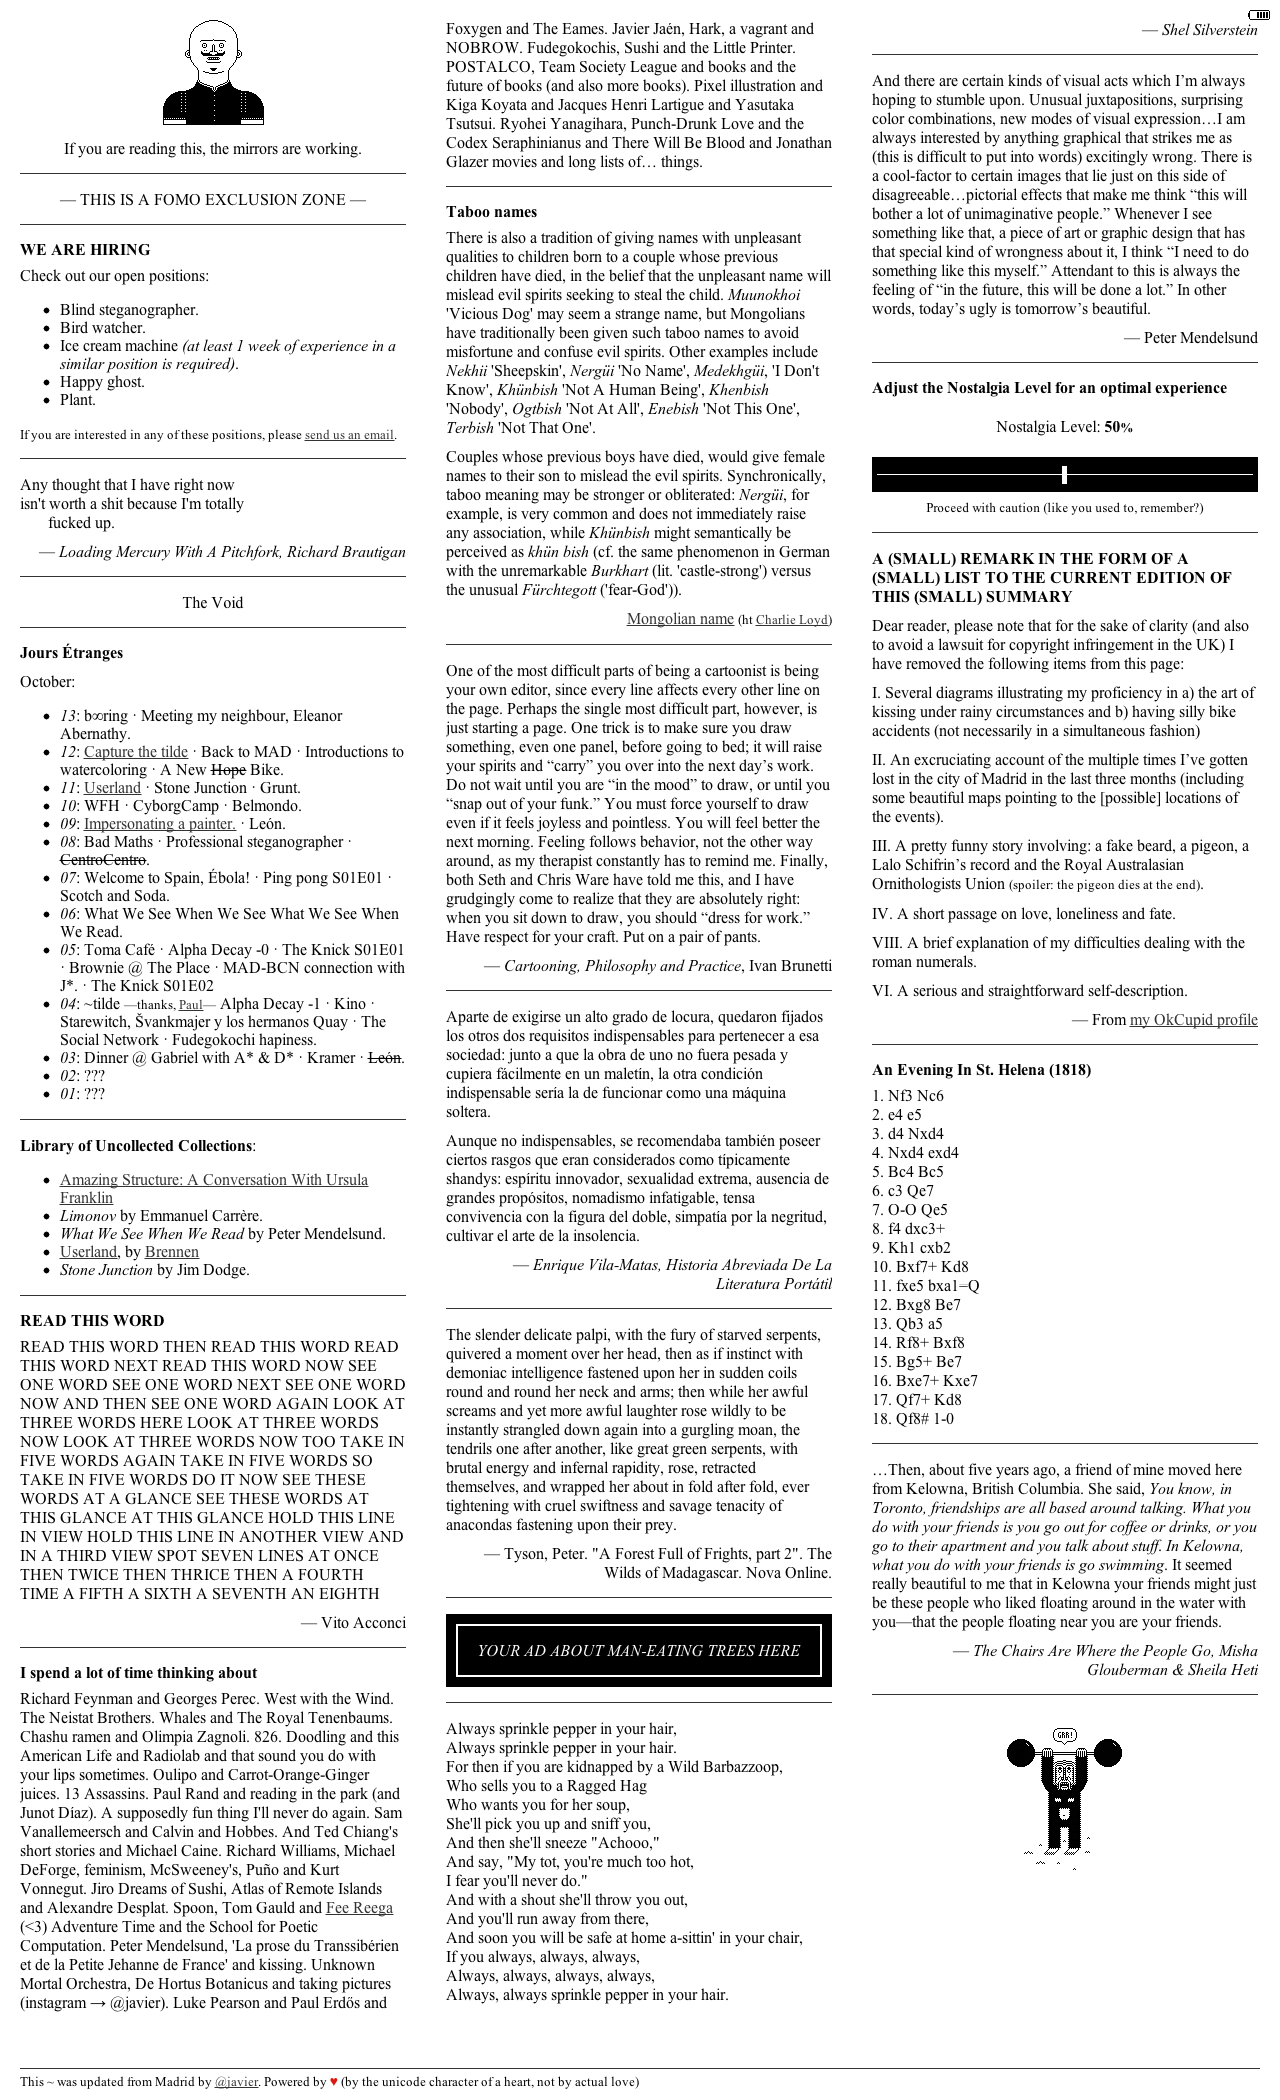 If you are reading this, the mirrors are working.
— THIS IS A FOMO EXCLUSION ZONE —
WE ARE HIRING
Check out our open positions:
• Blind steganographer.
• Bird watcher.
• Ice cream machine (at least 1 week of experience in a
similar position is required).
• Happy ghost.
• Plant.
If you are interested in any of these positions, please send us an email.
Any thought that I have right now
isn't worth a shit because I'm totally
fucked up.
— Loading Mercury With A Pitchfork, Richard Brautigan
The Void
Jours Étranges
October:
• 13: b∞ring · Meeting my neighbour, Eleanor
Abernathy.
• 12: Capture the tilde · Back to MAD · Introductions to
watercoloring · A New Hope Bike.
• 11: Userland · Stone Junction · Grunt.
• 10: WFH · CyborgCamp · Belmondo.
• 09: Impersonating a painter. · León.
• 08: Bad Maths · Professional steganographer ·
CentroCentro.
• 07: Welcome to Spain, Ébola! · Ping pong S01E01 ·
Scotch and Soda.
• 06: What We See When We See What We See When
We Read.
• 05: Toma Café · Alpha Decay -0 · The Knick S01E01
· Brownie @ The Place · MAD-BCN connection with
J*. · The Knick S01E02
• 04: ~tilde —thanks, Paul— Alpha Decay -1 · Kino ·
Starewitch, Švankmajer y los hermanos Quay · The
Social Network · Fudegokochi hapiness.
• 03: Dinner @ Gabriel with A* & D* · Kramer · León.
• 02: ???
• 01: ???
Library of Uncollected Collections:
• Amazing Structure: A Conversation With Ursula
Franklin
• Limonov by Emmanuel Carrère.
• What We See When We Read by Peter Mendelsund.
• Userland, by Brennen
• Stone Junction by Jim Dodge.
READ THIS WORD
READ THIS WORD THEN READ THIS WORD READ
THIS WORD NEXT READ THIS WORD NOW SEE
ONE WORD SEE ONE WORD NEXT SEE ONE WORD
NOW AND THEN SEE ONE WORD AGAIN LOOK AT
THREE WORDS HERE LOOK AT THREE WORDS
NOW LOOK AT THREE WORDS NOW TOO TAKE IN
FIVE WORDS AGAIN TAKE IN FIVE WORDS SO
TAKE IN FIVE WORDS DO IT NOW SEE THESE
WORDS AT A GLANCE SEE THESE WORDS AT
THIS GLANCE AT THIS GLANCE HOLD THIS LINE
IN VIEW HOLD THIS LINE IN ANOTHER VIEW AND
IN A THIRD VIEW SPOT SEVEN LINES AT ONCE
THEN TWICE THEN THRICE THEN A FOURTH
TIME A FIFTH A SIXTH A SEVENTH AN EIGHTH
— Vito Acconci
I spend a lot of time thinking about
Richard Feynman and Georges Perec. West with the Wind.
The Neistat Brothers. Whales and The Royal Tenenbaums.
Chashu ramen and Olimpia Zagnoli. 826. Doodling and this
American Life and Radiolab and that sound you do with
your lips sometimes. Oulipo and Carrot-Orange-Ginger
juices. 13 Assassins. Paul Rand and reading in the park (and
Junot Díaz). A supposedly fun thing I'll never do again. Sam
Vanallemeersch and Calvin and Hobbes. And Ted Chiang's
short stories and Michael Caine. Richard Williams, Michael
DeForge, feminism, McSweeney's, Puño and Kurt
Vonnegut. Jiro Dreams of Sushi, Atlas of Remote Islands
and Alexandre Desplat. Spoon, Tom Gauld and Fee Reega
(<3) Adventure Time and the School for Poetic
Computation. Peter Mendelsund, 'La prose du Transsibérien
et de la Petite Jehanne de France' and kissing. Unknown
Mortal Orchestra, De Hortus Botanicus and taking pictures
(instagram → @javier). Luke Pearson and Paul Erdös and
Foxygen and The Eames. Javier Jaén, Hark, a vagrant and
NOBROW. Fudegokochis, Sushi and the Little Printer.
POSTALCO, Team Society League and books and the
future of books (and also more books). Pixel illustration and
Kiga Koyata and Jacques Henri Lartigue and Yasutaka
Tsutsui. Ryohei Yanagihara, Punch-Drunk Love and the
Codex Seraphinianus and There Will Be Blood and Jonathan
Glazer movies and long lists of… things.
Taboo names
There is also a tradition of giving names with unpleasant
qualities to children born to a couple whose previous
children have died, in the belief that the unpleasant name will
mislead evil spirits seeking to steal the child. Muunokhoi
'Vicious Dog' may seem a strange name, but Mongolians
have traditionally been given such taboo names to avoid
misfortune and confuse evil spirits. Other examples include
Nekhii 'Sheepskin', Nergüi 'No Name', Medekhgüi, 'I Don't
Know', Khünbish 'Not A Human Being', Khenbish
'Nobody', Ogtbish 'Not At All', Enebish 'Not This One',
Terbish 'Not That One'.
Couples whose previous boys have died, would give female
names to their son to mislead the evil spirits. Synchronically,
taboo meaning may be stronger or obliterated: Nergüi, for
example, is very common and does not immediately raise
any association, while Khünbish might semantically be
perceived as khün bish (cf. the same phenomenon in German
with the unremarkable Burkhart (lit. 'castle-strong') versus
the unusual Fürchtegott ('fear-God')).
Mongolian name (ht Charlie Loyd)
One of the most difficult parts of being a cartoonist is being
your own editor, since every line affects every other line on
the page. Perhaps the single most difficult part, however, is
just starting a page. One trick is to make sure you draw
something, even one panel, before going to bed; it will raise
your spirits and “carry” you over into the next day’s work.
Do not wait until you are “in the mood” to draw, or until you
“snap out of your funk.” You must force yourself to draw
even if it feels joyless and pointless. You will feel better the
next morning. Feeling follows behavior, not the other way
around, as my therapist constantly has to remind me. Finally,
both Seth and Chris Ware have told me this, and I have
grudgingly come to realize that they are absolutely right:
when you sit down to draw, you should “dress for work.”
Have respect for your craft. Put on a pair of pants.
— Cartooning, Philosophy and Practice, Ivan Brunetti
Aparte de exigirse un alto grado de locura, quedaron fijados
los otros dos requisitos indispensables para pertenecer a esa
sociedad: junto a que la obra de uno no fuera pesada y
cupiera fácilmente en un maletín, la otra condición
indispensable sería la de funcionar como una máquina
soltera.
Aunque no indispensables, se recomendaba también poseer
ciertos rasgos que eran considerados como típicamente
shandys: espíritu innovador, sexualidad extrema, ausencia de
grandes propósitos, nomadismo infatigable, tensa
convivencia con la figura del doble, simpatía por la negritud,
cultivar el arte de la insolencia.
— Enrique Vila-Matas, Historia Abreviada De La
Literatura Portátil
The slender delicate palpi, with the fury of starved serpents,
quivered a moment over her head, then as if instinct with
demoniac intelligence fastened upon her in sudden coils
round and round her neck and arms; then while her awful
screams and yet more awful laughter rose wildly to be
instantly strangled down again into a gurgling moan, the
tendrils one after another, like great green serpents, with
brutal energy and infernal rapidity, rose, retracted
themselves, and wrapped her about in fold after fold, ever
tightening with cruel swiftness and savage tenacity of
anacondas fastening upon their prey.
— Tyson, Peter. "A Forest Full of Frights, part 2". The
Wilds of Madagascar. Nova Online.
YOUR AD ABOUT MAN-EATING TREES HERE
Always sprinkle pepper in your hair,
Always sprinkle pepper in your hair.
For then if you are kidnapped by a Wild Barbazzoop,
Who sells you to a Ragged Hag
Who wants you for her soup,
She'll pick you up and sniff you,
And then she'll sneeze "Achooo,"
And say, "My tot, you're much too hot,
I fear you'll never do."
And with a shout she'll throw you out,
And you'll run away from there,
And soon you will be safe at home a-sittin' in your chair,
If you always, always, always,
Always, always, always, always,
Always, always sprinkle pepper in your hair.
— Shel Silverstein
And there are certain kinds of visual acts which I’m always
hoping to stumble upon. Unusual juxtapositions, surprising
color combinations, new modes of visual expression…I am
always interested by anything graphical that strikes me as
(this is difficult to put into words) excitingly wrong. There is
a cool-factor to certain images that lie just on this side of
disagreeable…pictorial effects that make me think “this will
bother a lot of unimaginative people.” Whenever I see
something like that, a piece of art or graphic design that has
that special kind of wrongness about it, I think “I need to do
something like this myself.” Attendant to this is always the
feeling of “in the future, this will be done a lot.” In other
words, today’s ugly is tomorrow’s beautiful.
— Peter Mendelsund
Adjust the Nostalgia Level for an optimal experience
Nostalgia Level: 50%
Proceed with caution (like you used to, remember?)
A (SMALL) REMARK IN THE FORM OF A
(SMALL) LIST TO THE CURRENT EDITION OF
THIS (SMALL) SUMMARY
Dear reader, please note that for the sake of clarity (and also
to avoid a lawsuit for copyright infringement in the UK) I
have removed the following items from this page:
I. Several diagrams illustrating my proficiency in a) the art of
kissing under rainy circumstances and b) having silly bike
accidents (not necessarily in a simultaneous fashion)
II. An excruciating account of the multiple times I’ve gotten
lost in the city of Madrid in the last three months (including
some beautiful maps pointing to the [possible] locations of
the events).
III. A pretty funny story involving: a fake beard, a pigeon, a
Lalo Schifrin’s record and the Royal Australasian
Ornithologists Union (spoiler: the pigeon dies at the end).
IV. A short passage on love, loneliness and fate.
VIII. A brief explanation of my difficulties dealing with the
roman numerals.
VI. A serious and straightforward self-description.
— From my OkCupid profile
An Evening In St. Helena (1818)
1. Nf3 Nc6
2. e4 e5
3. d4 Nxd4
4. Nxd4 exd4
5. Bc4 Bc5
6. c3 Qe7
7. O-O Qe5
8. f4 dxc3+
9. Kh1 cxb2
10. Bxf7+ Kd8
11. fxe5 bxa1=Q
12. Bxg8 Be7
13. Qb3 a5
14. Rf8+ Bxf8
15. Bg5+ Be7
16. Bxe7+ Kxe7
17. Qf7+ Kd8
18. Qf8# 1-0
…Then, about five years ago, a friend of mine moved here
from Kelowna, British Columbia. She said, You know, in
Toronto, friendships are all based around talking. What you
do with your friends is you go out for coffee or drinks, or you
go to their apartment and you talk about stuff. In Kelowna,
what you do with your friends is go swimming. It seemed
really beautiful to me that in Kelowna your friends might just
be these people who liked floating around in the water with
you—that the people floating near you are your friends.
— The Chairs Are Where the People Go, Misha
Glouberman & Sheila Heti
GRR!
This ~ was updated from Madrid by @javier. Powered by ♥ (by the unicode character of a heart, not by actual love)